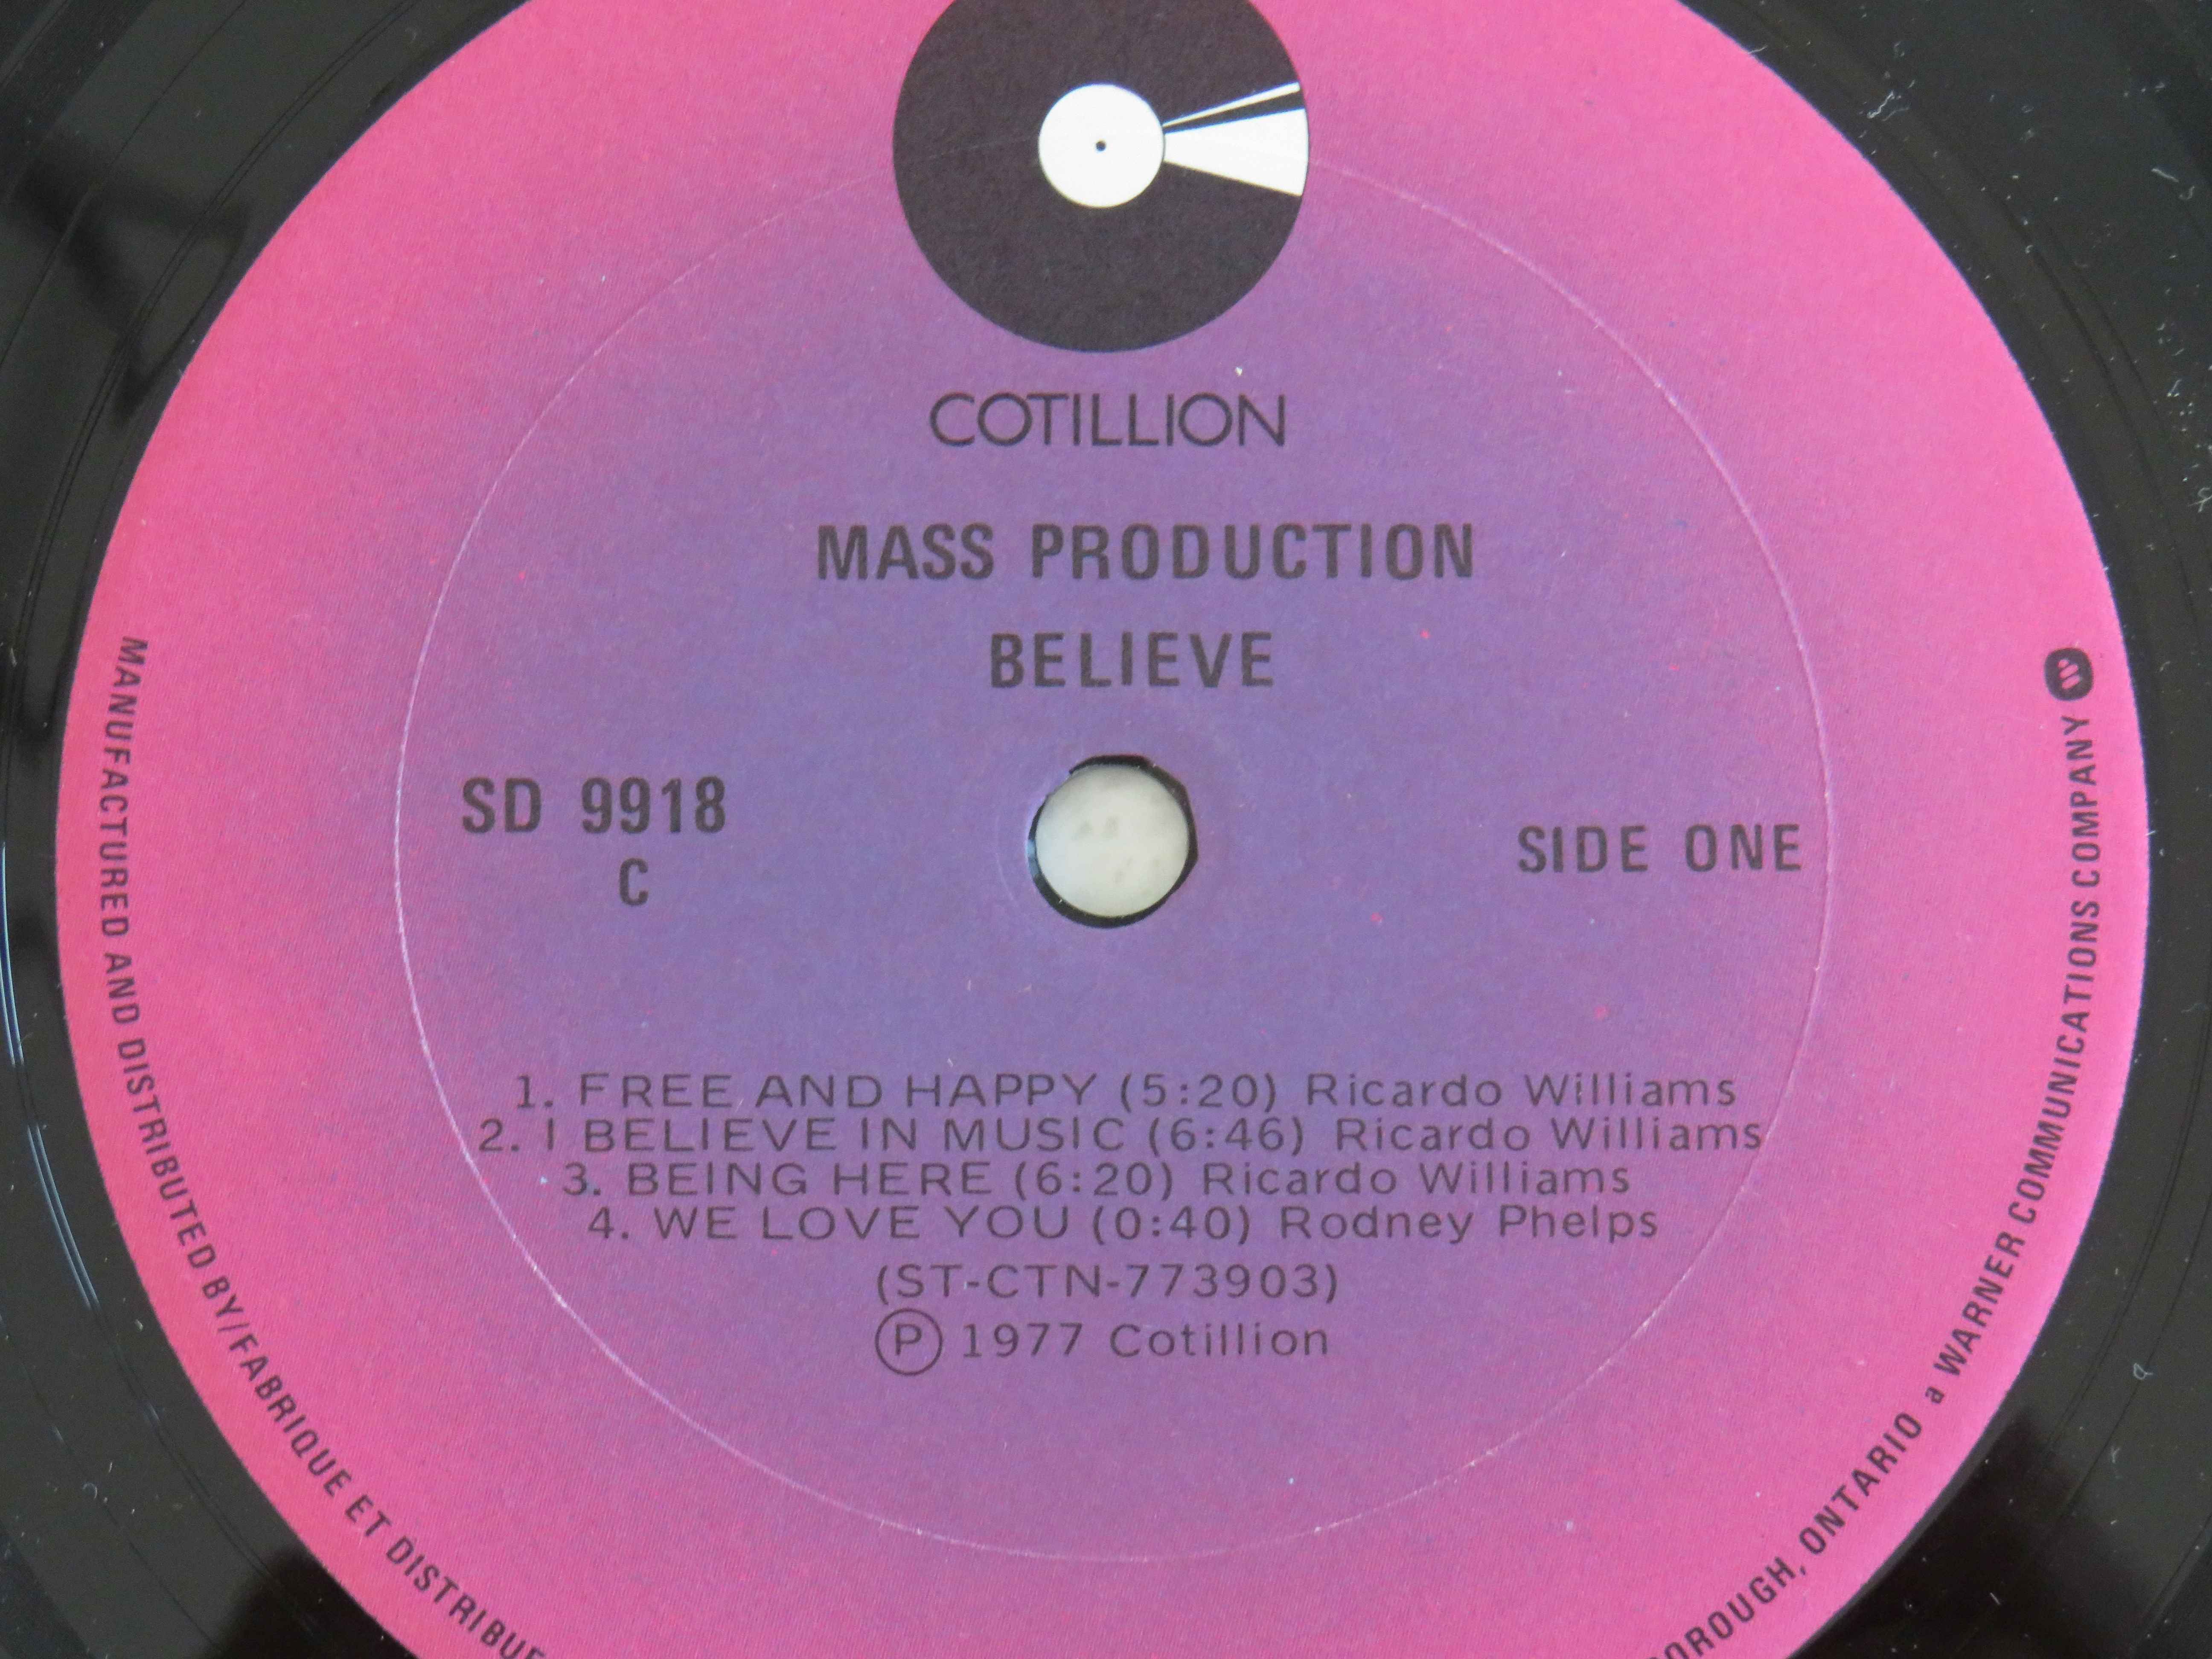 COTILLION
MASS PRODUCTION
BELIEVE
SD 9918
C
SIDE ONE
1. FREE AND HAPPY (5:20) Ricardo Williams
2. I BELIEVE IN MUSIC (6:46) Ricardo Williams
3. BEING HERE (6:20) Ricardo Williams
4. WE LOVE YOU (0:40) Rodney Phelps
(ST-CTN-773903)
Ⓟ 1977 Cotillion
MANUFACTURED AND DISTRIBUTED BY/FABRIQUE ET DISTRIBUE
OROUGH, ONTARIO a WARNER COMMUNICATIONS COMPANY